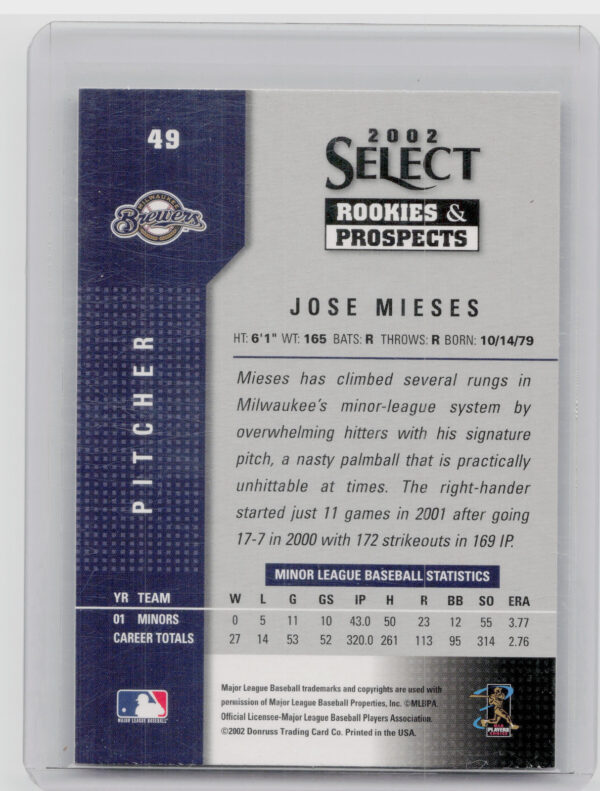 49
2002
SELECT
ROOKIES &
PROSPECTS
MILWAUKEE
Brewers
JOSE MIESES
HT: 6'1" WT: 165 BATS: R THROWS: R BORN: 10/14/79
PITCHER
Mieses has climbed several rungs in
Milwaukee's minor-league system by
overwhelming hitters with his signature
pitch, a nasty palmball that is practically
unhittable at times. The right-hander
started just 11 games in 2001 after going
17-7 in 2000 with 172 strikeouts in 169 IP.
MINOR LEAGUE BASEBALL STATISTICS
YR TEAM W L G GS IP H R BB SO ERA
01 MINORS 0 5 11 10 43.0 50 23 12 55 3.77
CAREER TOTALS 27 14 53 52 320.0 261 113 95 314 2.76
Major League Baseball trademarks and copyrights are used with
permission of Major League Baseball Properties, Inc. ©MLBPA.
Official Licensee-Major League Baseball Players Association.
©2002 Donruss Trading Card Co. Printed in the USA.
MAJOR LEAGUE BASEBALL
PLAYERS